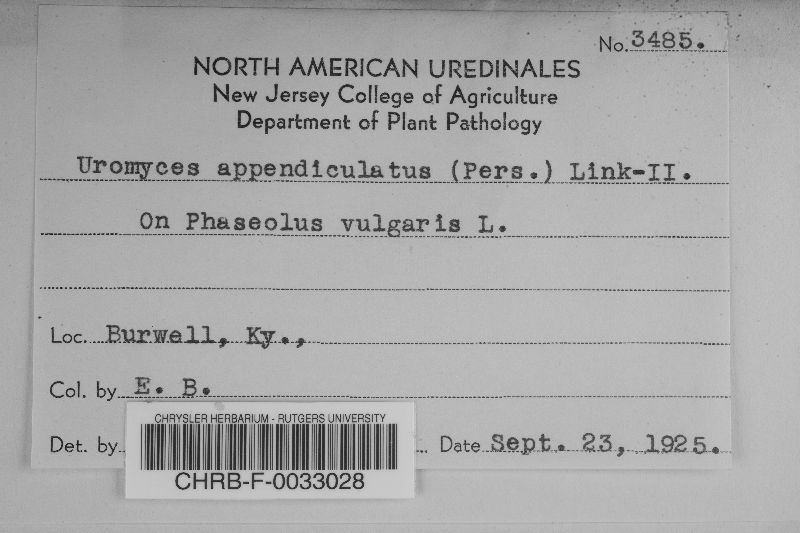 No. 3485.
NORTH AMERICAN UREDINALES
New Jersey College of Agriculture
Department of Plant Pathology
Uromyces appendiculatus (Pers.) Link-II.
On Phaseolus vulgaris L.
Loc. Burwell, Ky.,
Col. by E. B.
Det. by
Date Sept. 23, 1925.
CHRYSLER HERBARIUM - RUTGERS UNIVERSITY
CHRB-F-0033028